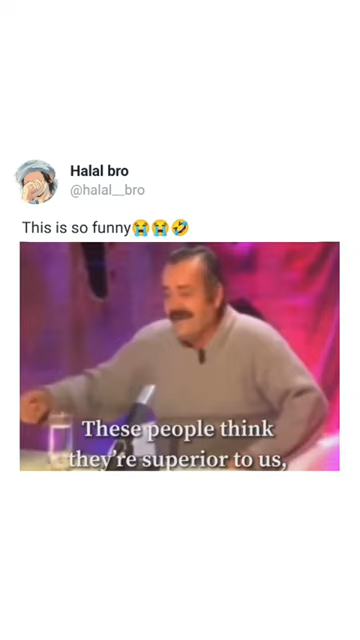 Halal bro
@halal__bro
This is so funny😭😭🤣
These people think
they're superior to us,